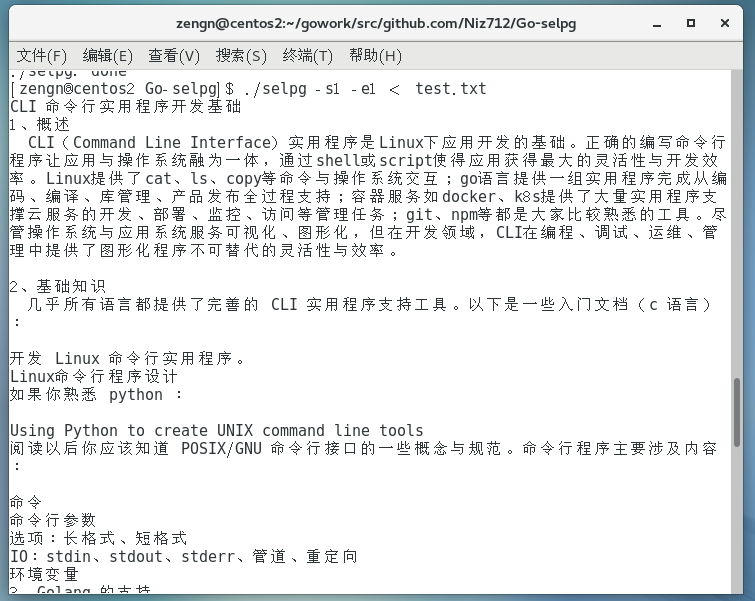 zengn@centos2:~/gowork/src/github.com/Niz712/Go-selpg
文件(F) 编辑(E) 查看(V) 搜索(S) 终端(T) 帮助(H)
./selpg: done
[zengn@centos2 Go-selpg]$ ./selpg -s1 -e1 < test.txt
CLI 命令行实用程序开发基础
1、概述
CLI（Command Line Interface）实用程序是Linux下应用开发的基础。正确的编写命令行
程序让应用与操作系统融为一体，通过shell或script使得应用获得最大的灵活性与开发效
率。Linux提供了cat、ls、copy等命令与操作系统交互；go语言提供一组实用程序完成从编
码、编译、库管理、产品发布全过程支持；容器服务如docker、k8s提供了大量实用程序支
撑云服务的开发、部署、监控、访问等管理任务；git、npm等都是大家比较熟悉的工具。尽
管操作系统与应用系统服务可视化、图形化，但在开发领域，CLI在编程、调试、运维、管
理中提供了图形化程序不可替代的灵活性与效率。
2、基础知识
几乎所有语言都提供了完善的 CLI 实用程序支持工具。以下是一些入门文档（c 语言）
：
开发 Linux 命令行实用程序。
Linux命令行程序设计
如果你熟悉 python ：
Using Python to create UNIX command line tools
阅读以后你应该知道 POSIX/GNU 命令行接口的一些概念与规范。命令行程序主要涉及内容
：
命令
命令行参数
选项：长格式、短格式
IO：stdin、stdout、stderr、管道、重定向
环境变量
3、Golang 的支持